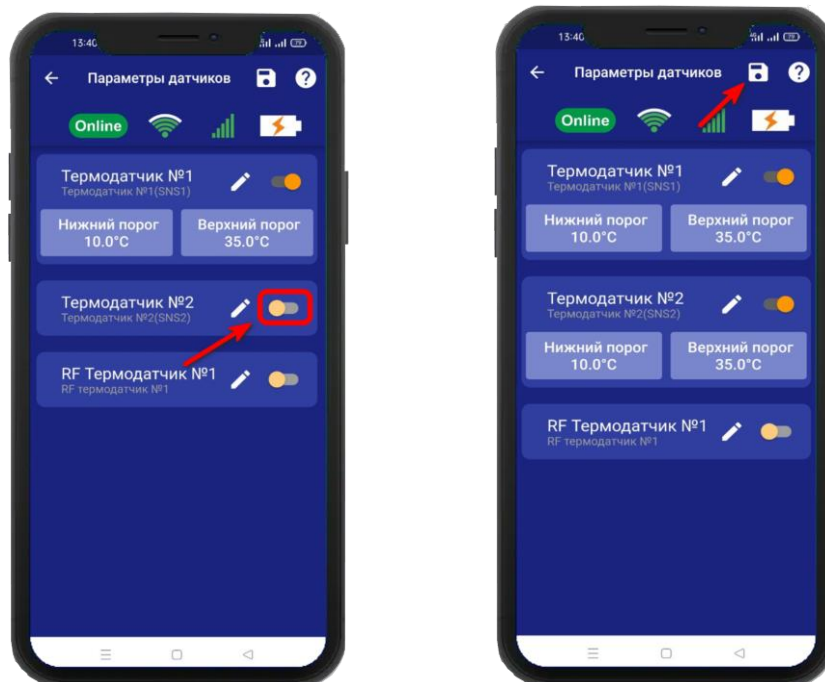 13:40
Параметры датчиков
Online
Термодатчик №1
Термодатчик №1(SNS1)
Нижний порог
10.0°C
Верхний порог
35.0°C
Термодатчик №2
Термодатчик №2(SNS2)
RF Термодатчик №1
RF термодатчик №1
13:40
Параметры датчиков
Online
Термодатчик №1
Термодатчик №1(SNS1)
Нижний порог
10.0°C
Верхний порог
35.0°C
Термодатчик №2
Термодатчик №2(SNS2)
Нижний порог
10.0°C
Верхний порог
35.0°C
RF Термодатчик №1
RF термодатчик №1